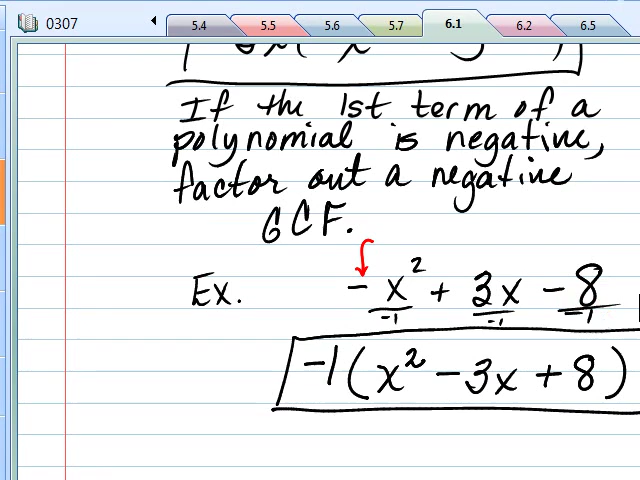 0307
5.4 5.5 5.6 5.7 6.1 6.2 6.5
If the 1st term of a
polynomial is negative,
factor out a negative
GCF.
Ex. -x² + 3x - 8
-1 -1 -1
-1(x² - 3x + 8)